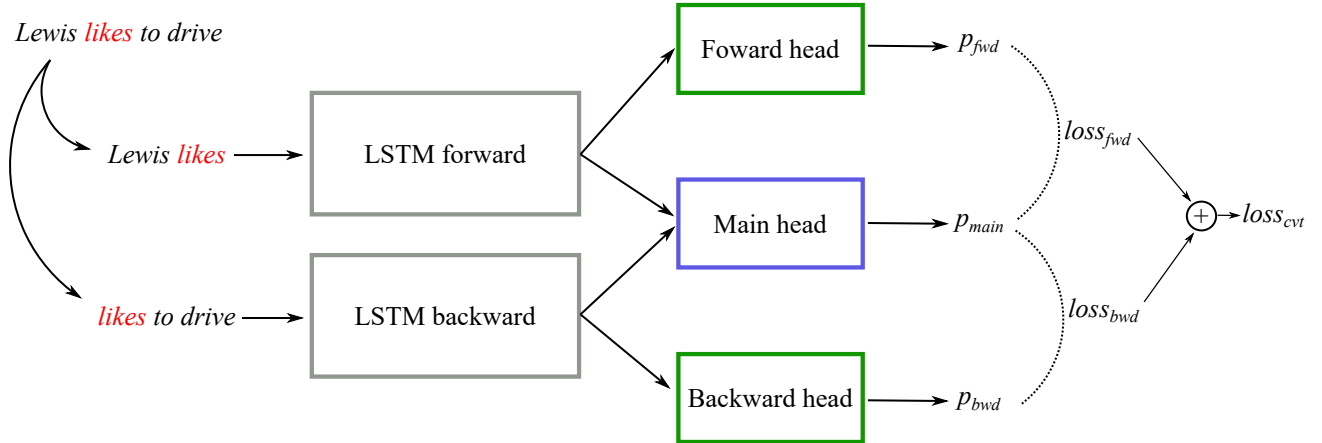 Lewis likes to drive
Foward head
p_fwd
Lewis likes
LSTM forward
loss_fwd
Main head
p_main
+
loss_cvt
likes to drive
LSTM backward
loss_bwd
Backward head
p_bwd